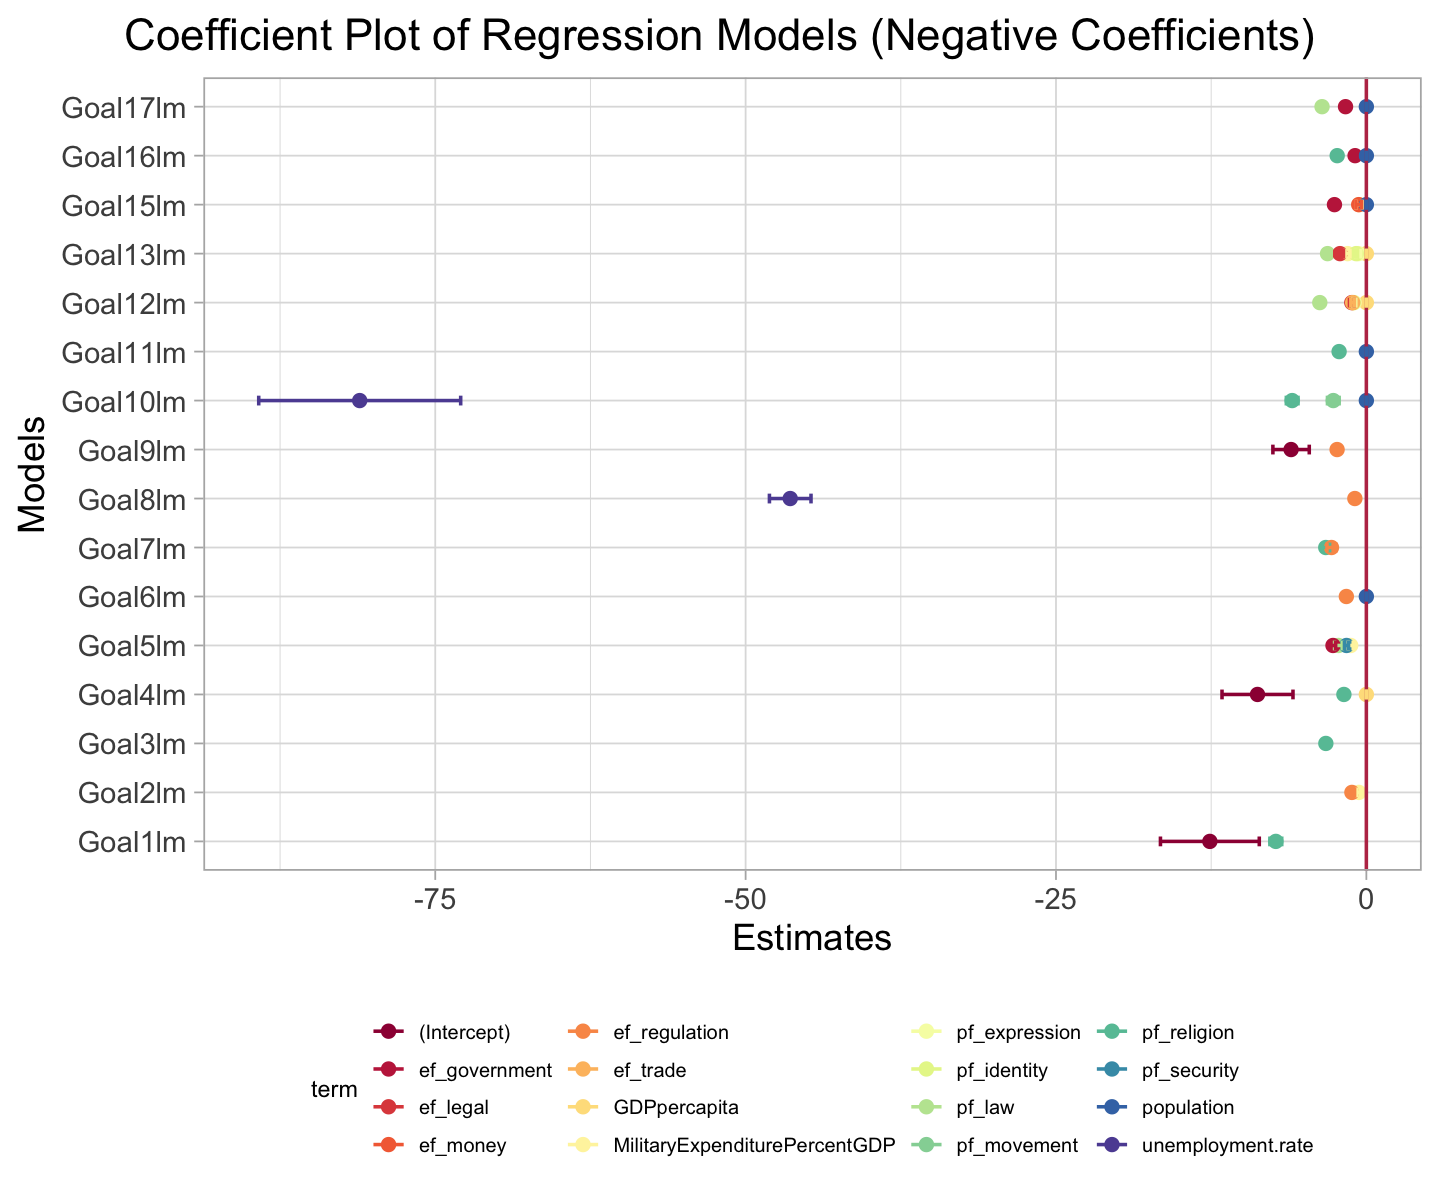 Coefficient Plot of Regression Models (Negative Coefficients)
Models
Goal17lm
Goal16lm
Goal15lm
Goal13lm
Goal12lm
Goal11lm
Goal10lm
Goal9lm
Goal8lm
Goal7lm
Goal6lm
Goal5lm
Goal4lm
Goal3lm
Goal2lm
Goal1lm
-75 -50 -25 0
Estimates
term
(Intercept) ef_regulation pf_expression pf_religion
ef_government ef_trade pf_identity pf_security
ef_legal GDPpercapita pf_law population
ef_money MilitaryExpenditurePercentGDP pf_movement unemployment.rate